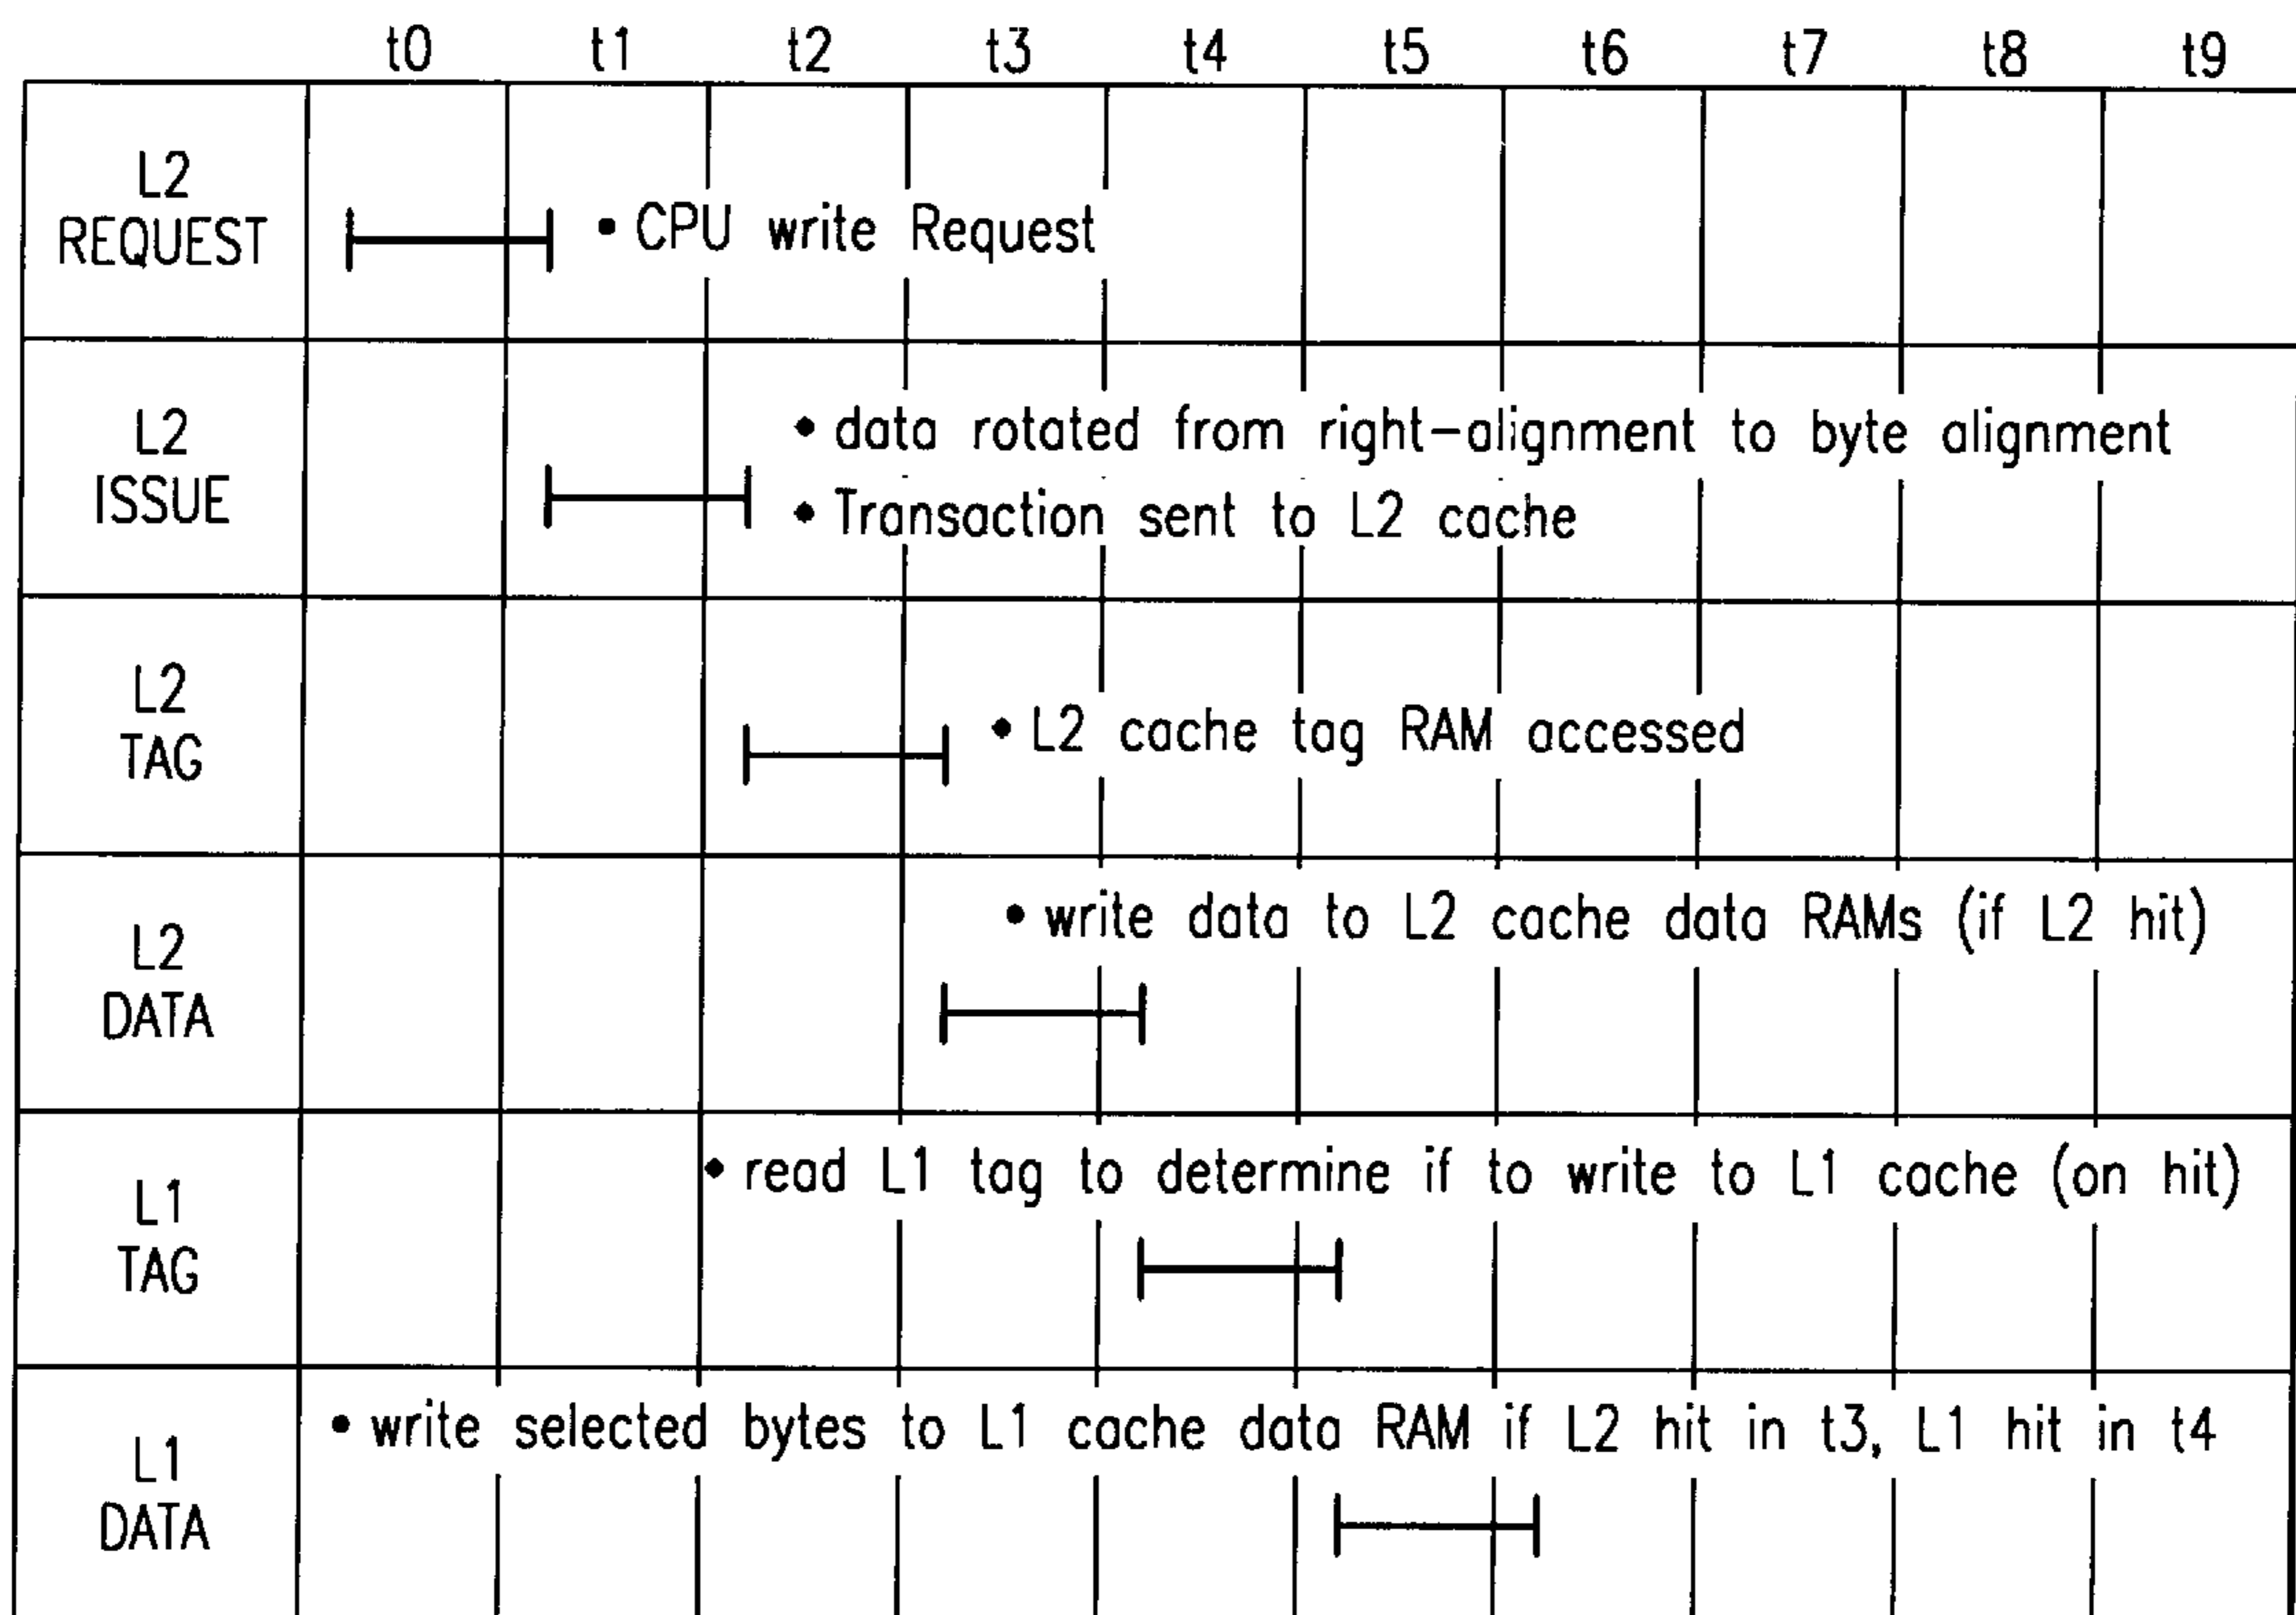 t0 t1 t2 t3 t4 t5 t6 t7 t8 t9
L2
REQUEST
• CPU write Request
L2
ISSUE
• data rotated from right-alignment to byte alignment
• Transaction sent to L2 cache
L2
TAG
• L2 cache tag RAM accessed
L2
DATA
• write data to L2 cache data RAMs (if L2 hit)
L1
TAG
• read L1 tag to determine if to write to L1 cache (on hit)
L1
DATA
• write selected bytes to L1 cache data RAM if L2 hit in t3, L1 hit in t4